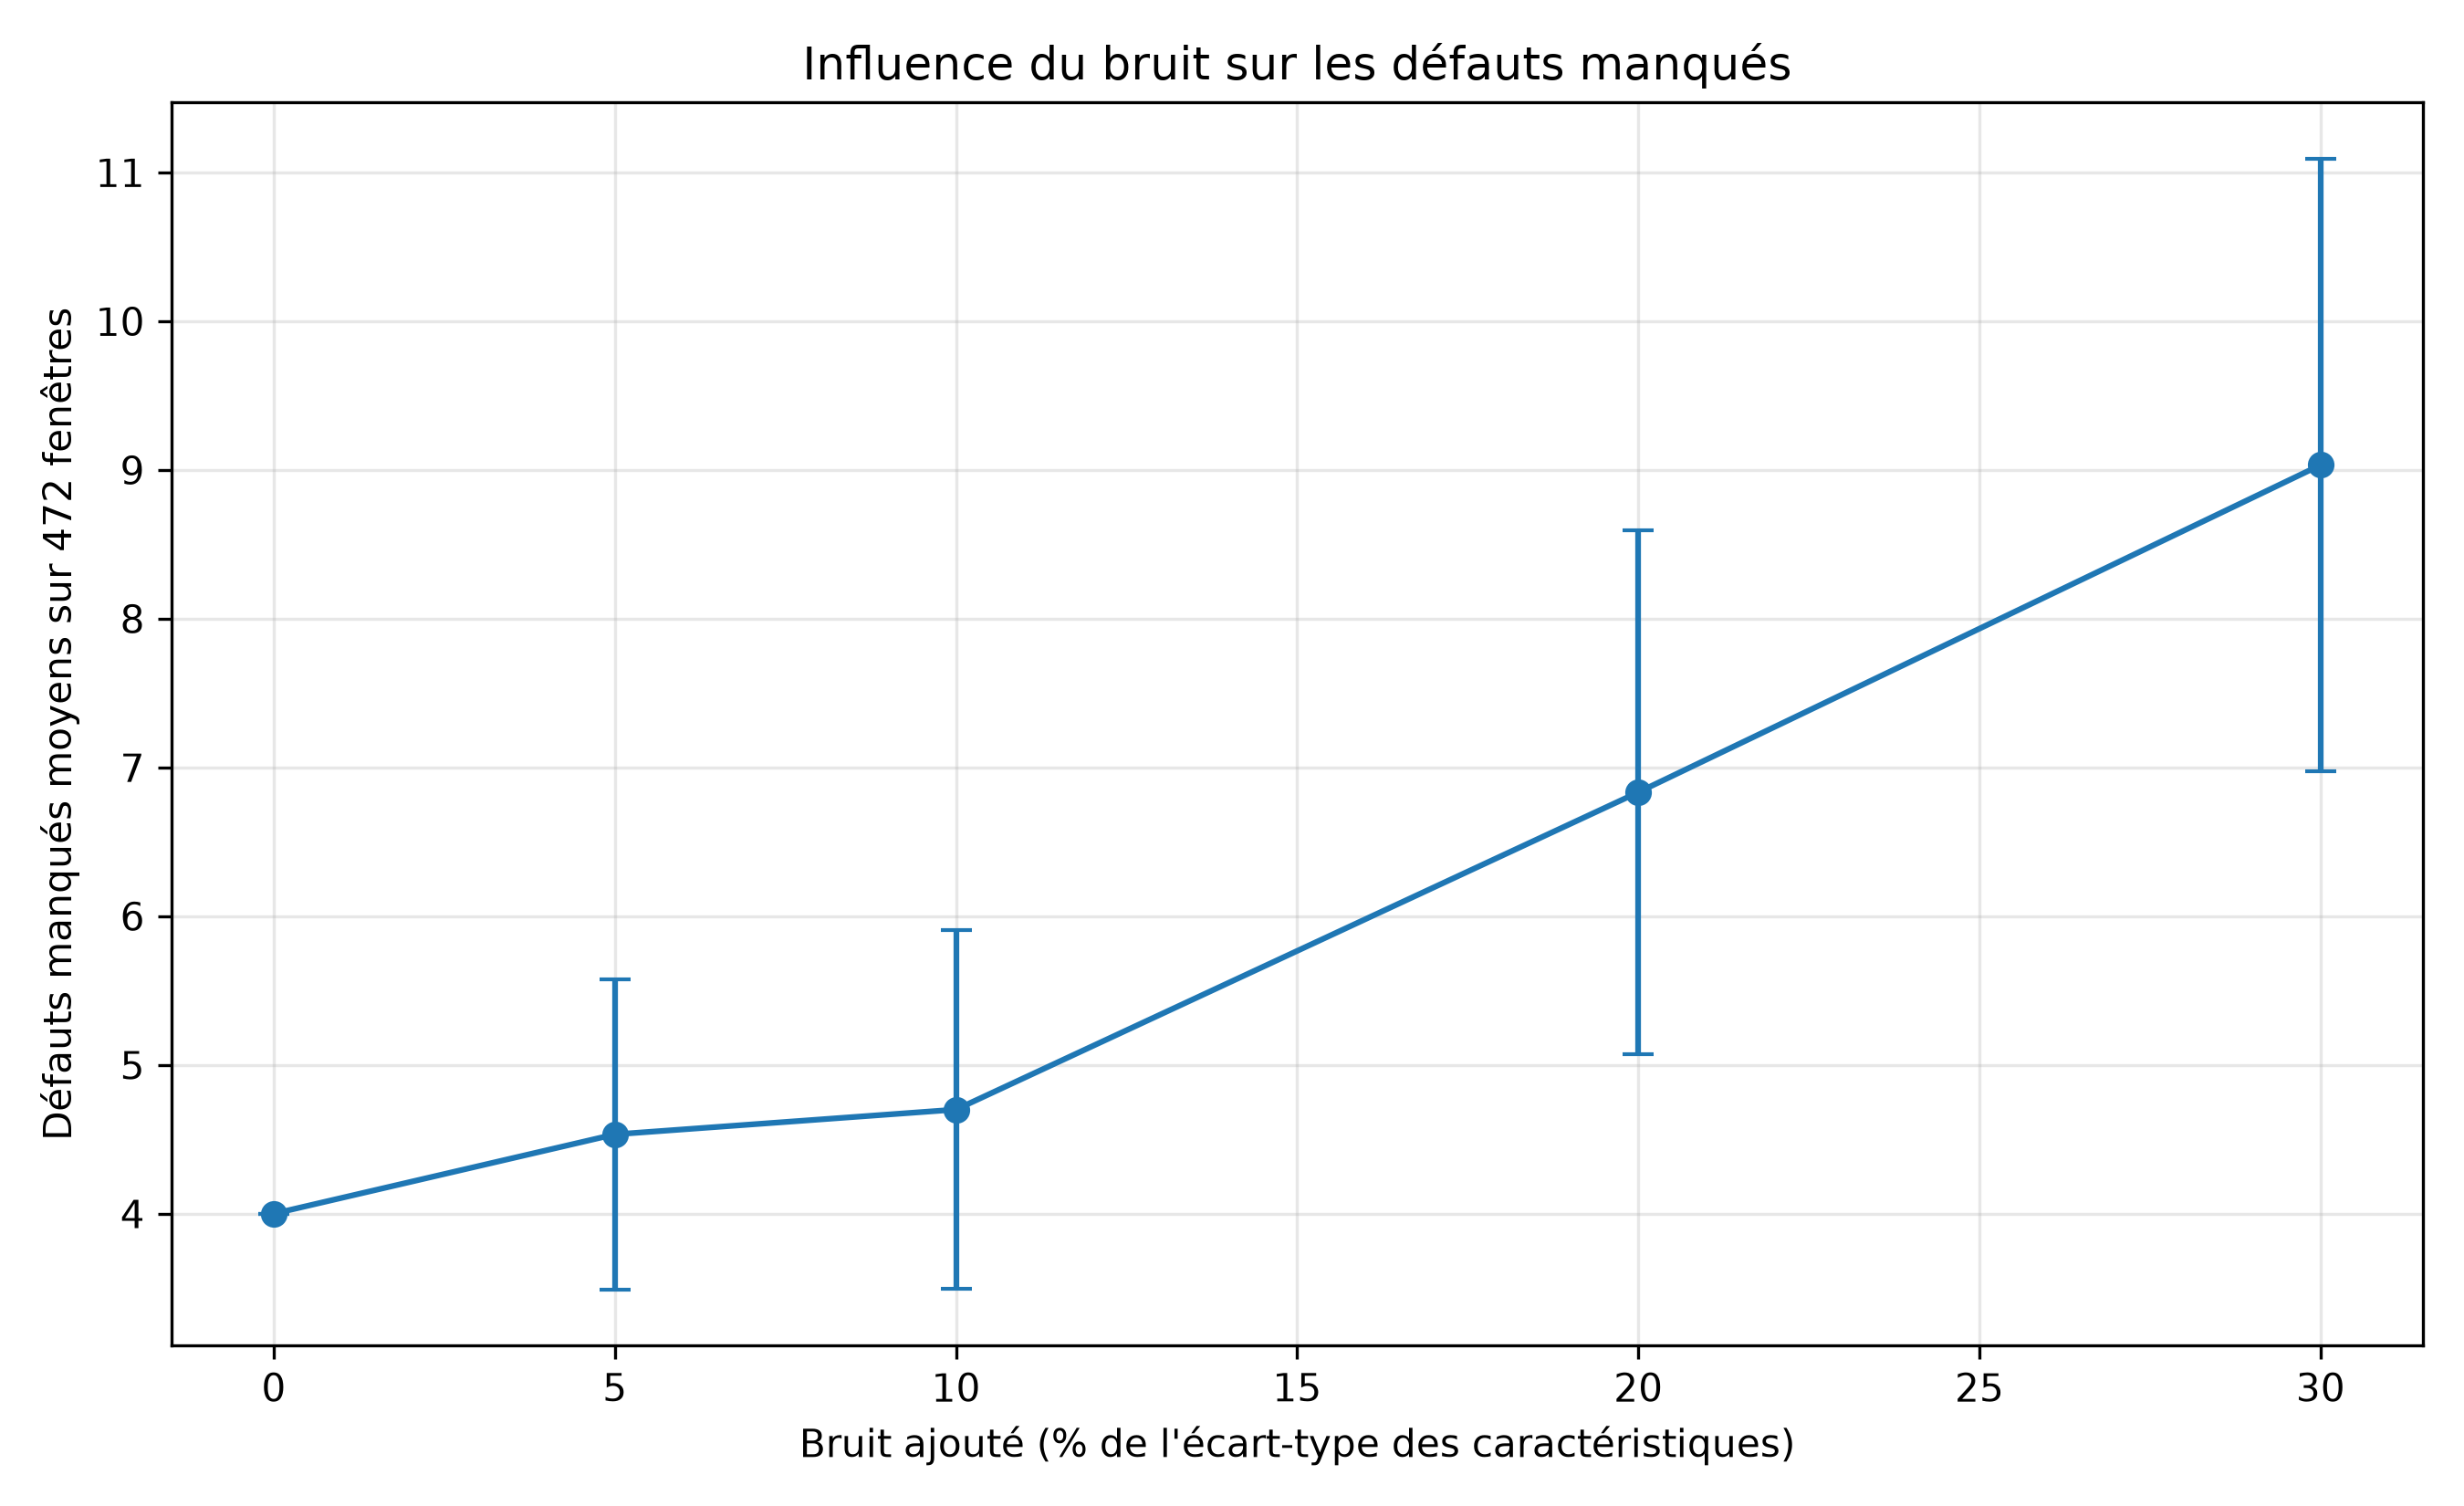 Influence du bruit sur les défauts manqués
Défauts manqués moyens sur 472 fenêtres
11
10
9
8
7
6
5
4
0 5 10 15 20 25 30
Bruit ajouté (% de l'écart-type des caractéristiques)